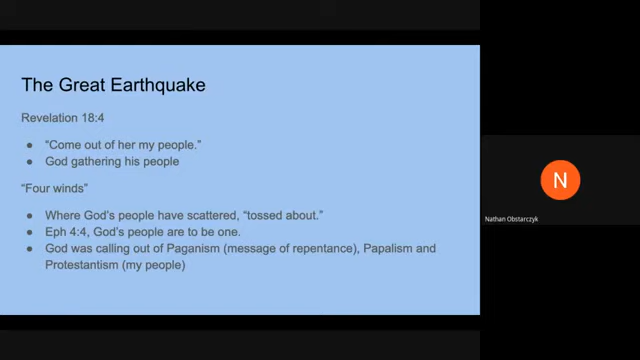 The Great Earthquake
Revelation 18:4
● “Come out of her my people.”
● God gathering his people
“Four winds”
● Where God’s people have scattered, “tossed about.”
● Eph 4:4, God’s people are to be one.
● God was calling out of Paganism (message of repentance), Papalism and
Protestantism (my people)
N
Nathan Obstarczyk